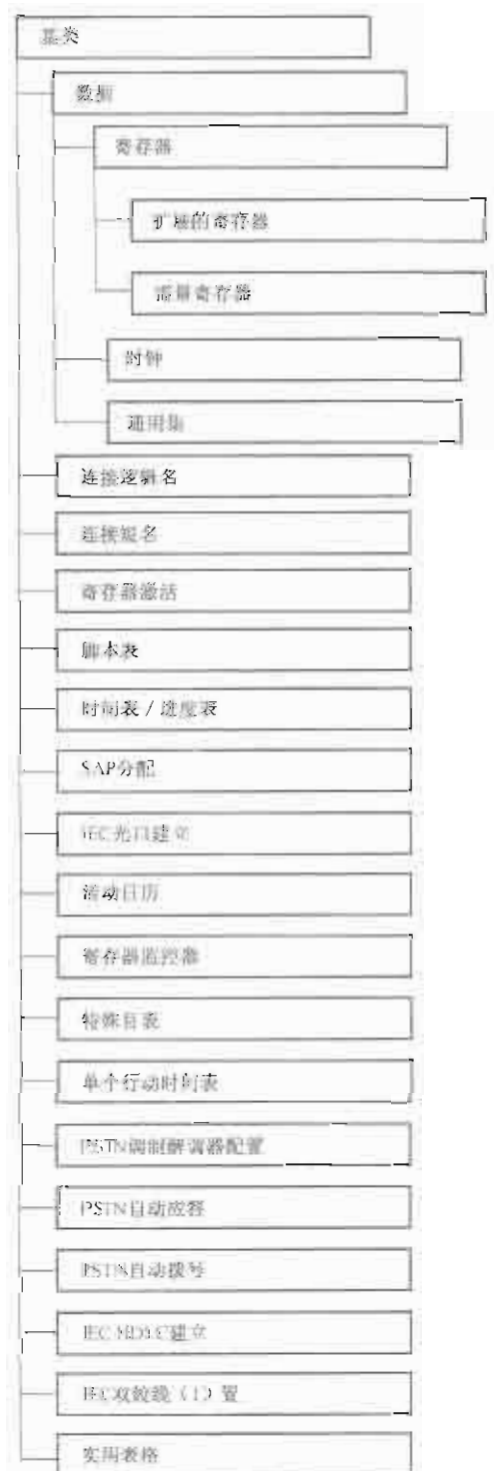 基类
数据
寄存器
扩展的寄存器
需量寄存器
时钟
通用集
连接逻辑名
连接短名
寄存器激活
脚本表
时间表/进度表
SAP分配
IEC光口建立
活动日历
寄存器监控器
特殊日表
单个行动时间表
PSTN调制解调器配置
PSTN自动应答
PSTN自动拨号
IEC HDLC建立
IEC双绞线(1)置
实用表格